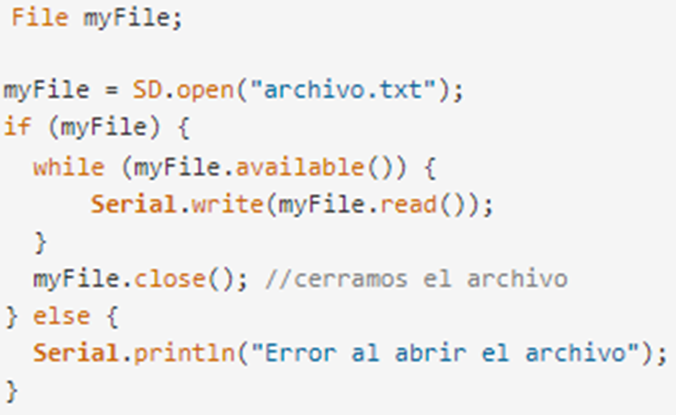 File myFile;
myFile = SD.open("archivo.txt");
if (myFile) {
while (myFile.available()) {
Serial.write(myFile.read());
}
myFile.close(); //cerramos el archivo
} else {
Serial.println("Error al abrir el archivo");
}